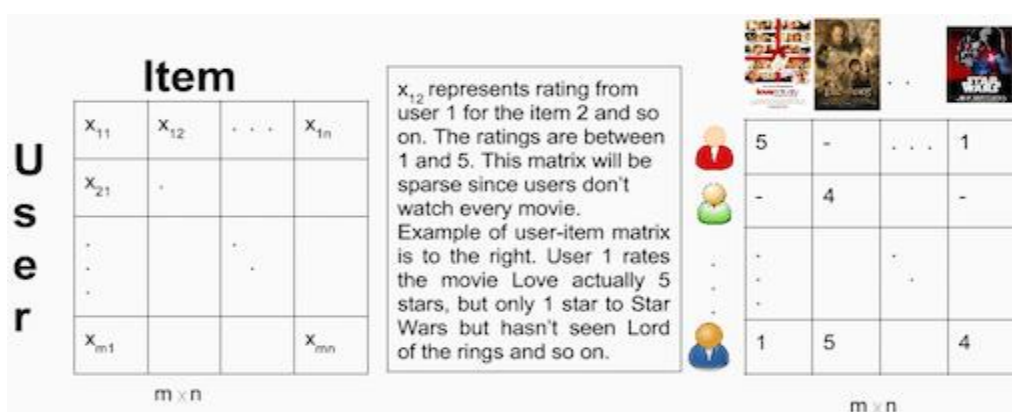 Item
User
x11 x12 . . . x1n
x21 .
xm1 xmn
m x n
x12 represents rating from
user 1 for the item 2 and so
on. The ratings are between
1 and 5. This matrix will be
sparse since users don't
watch every movie.
Example of user-item matrix
is to the right. User 1 rates
the movie Love actually 5
stars, but only 1 star to Star
Wars but hasn't seen Lord
of the rings and so on.
. .
STAR
WARS
5 - . . . 1
- 4 -
1 5 4
m x n